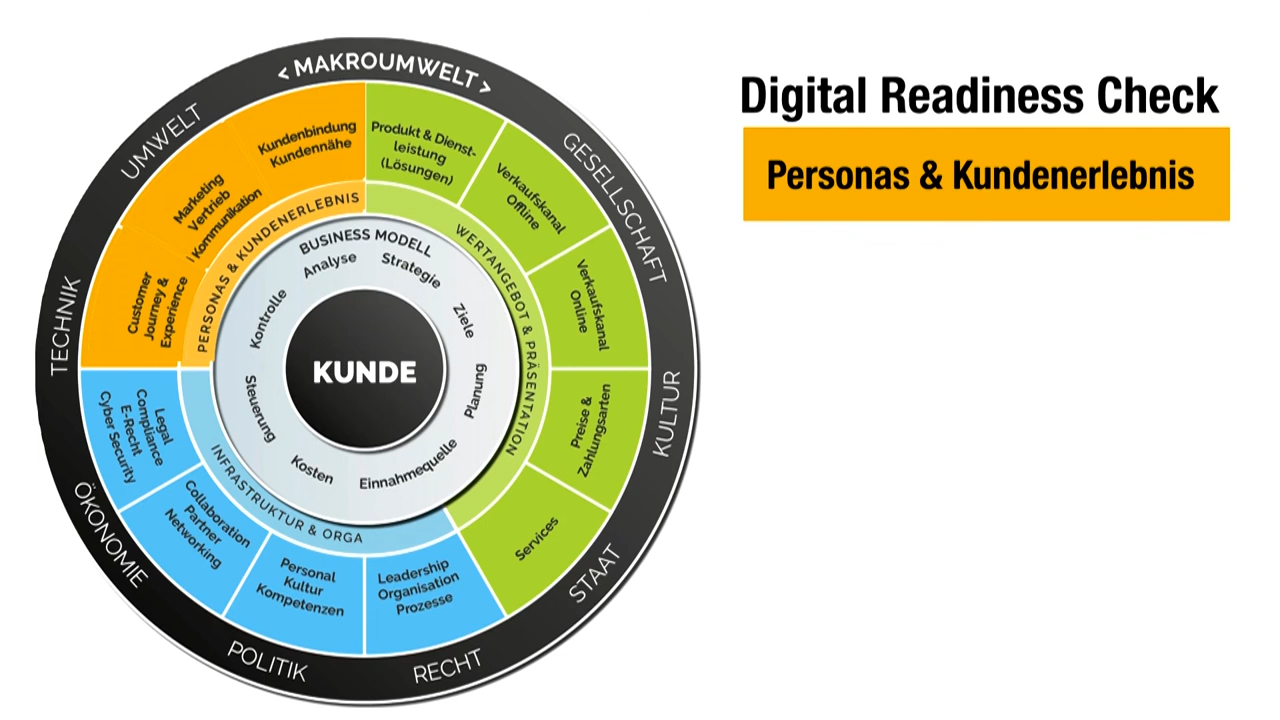 < MAKROUMWELT >
GESELLSCHAFT
KULTUR
STAAT
RECHT
POLITIK
ÖKONOMIE
TECHNIK
UMWELT
Kundenbindung
Kundennähe
Marketing
Vertrieb
Kommunikation
Customer
Journey &
Experience
PERSONAS & KUNDENERLEBNIS
Produkt & Dienst-
leistung
(Lösungen)
Verkaufskanal
Offline
Verkaufskanal
Online
Preise &
Zahlungsarten
Services
WERTANGEBOT & PRÄSENTATION
Leadership
Organisation
Prozesse
Personal
Kultur
Kompetenzen
Collaboration
Partner
Networking
Legal
Compliance
E-Recht
Cyber Security
INFRASTRUKTUR & ORGA
BUSINESS MODELL
Analyse
Strategie
Ziele
Planung
Einnahmequelle
Kosten
Steuerung
Kontrolle
KUNDE
Digital Readiness Check
Personas & Kundenerlebnis